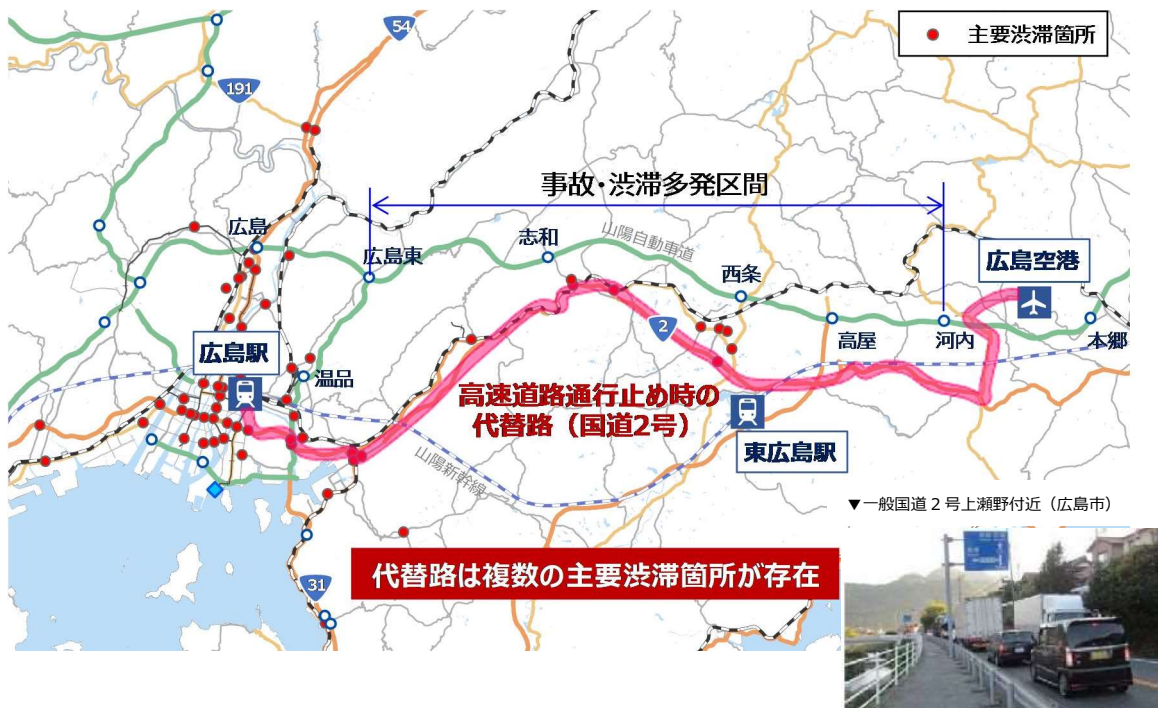 54
主要渋滞箇所
191
事故・渋滞多発区間
広島
広島東
志和
山陽自動車道
西条
広島空港
広島駅
2
高屋
河内
本郷
温品
高速道路通行止め時の
代替路（国道2号）
東広島駅
山陽新幹線
▼一般国道２号上瀬野付近（広島市）
代替路は複数の主要渋滞箇所が存在
31